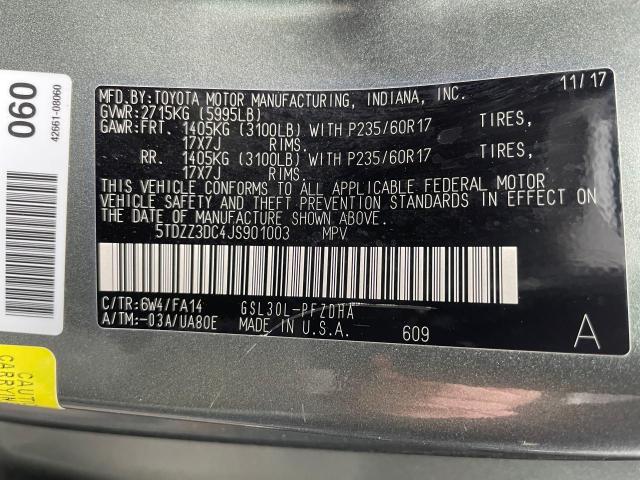 MFD.BY:TOYOTA MOTOR MANUFACTURING, INDIANA, INC. 11/17
GVWR:2715KG (5995LB)
GAWR:FRT. 1405KG (3100LB) WITH P235/60R17 TIRES,
17X7J RIMS.
RR. 1405KG (3100LB) WITH P235/60R17 TIRES,
17X7J RIMS.
THIS VEHICLE CONFORMS TO ALL APPLICABLE FEDERAL MOTOR
VEHICLE SAFETY AND THEFT PREVENTION STANDARDS IN EFFECT ON
THE DATE OF MANUFACTURE SHOWN ABOVE.
5TDZZ3DC4JS901003 MPV
C/TR:6W4/FA14 GSL30L-PFZDHA
A/TM:-03A/UA80E MADE IN U.S.A. 609 A
060
42661-08060